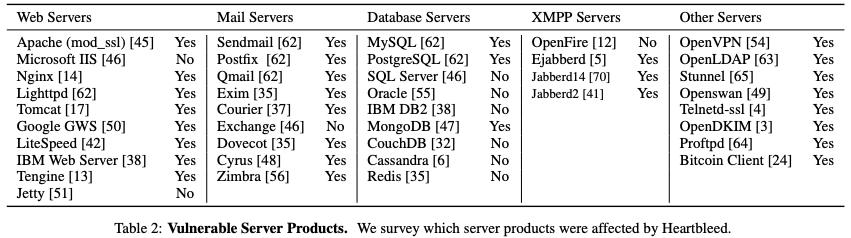 Web Servers Mail Servers Database Servers XMPP Servers Other Servers
Apache (mod_ssl) [45] Yes Sendmail [62] Yes MySQL [62] Yes OpenFire [12] No OpenVPN [54] Yes
Microsoft IIS [46] No Postfix [62] Yes PostgreSQL [62] Yes Ejabberd [5] Yes OpenLDAP [63] Yes
Nginx [14] Yes Qmail [62] Yes SQL Server [46] No Jabberd14 [70] Yes Stunnel [65] Yes
Lighttpd [62] Yes Exim [35] Yes Oracle [55] No Jabberd2 [41] Yes Openswan [49] Yes
Tomcat [17] Yes Courier [37] Yes IBM DB2 [38] No Telnetd-ssl [4] Yes
Google GWS [50] Yes Exchange [46] No MongoDB [47] Yes OpenDKIM [3] Yes
LiteSpeed [42] Yes Dovecot [35] Yes CouchDB [32] No Proftpd [64] Yes
IBM Web Server [38] Yes Cyrus [48] Yes Cassandra [6] No Bitcoin Client [24] Yes
Tengine [13] Yes Zimbra [56] Yes Redis [35] No
Jetty [51] No
Table 2: Vulnerable Server Products. We survey which server products were affected by Heartbleed.